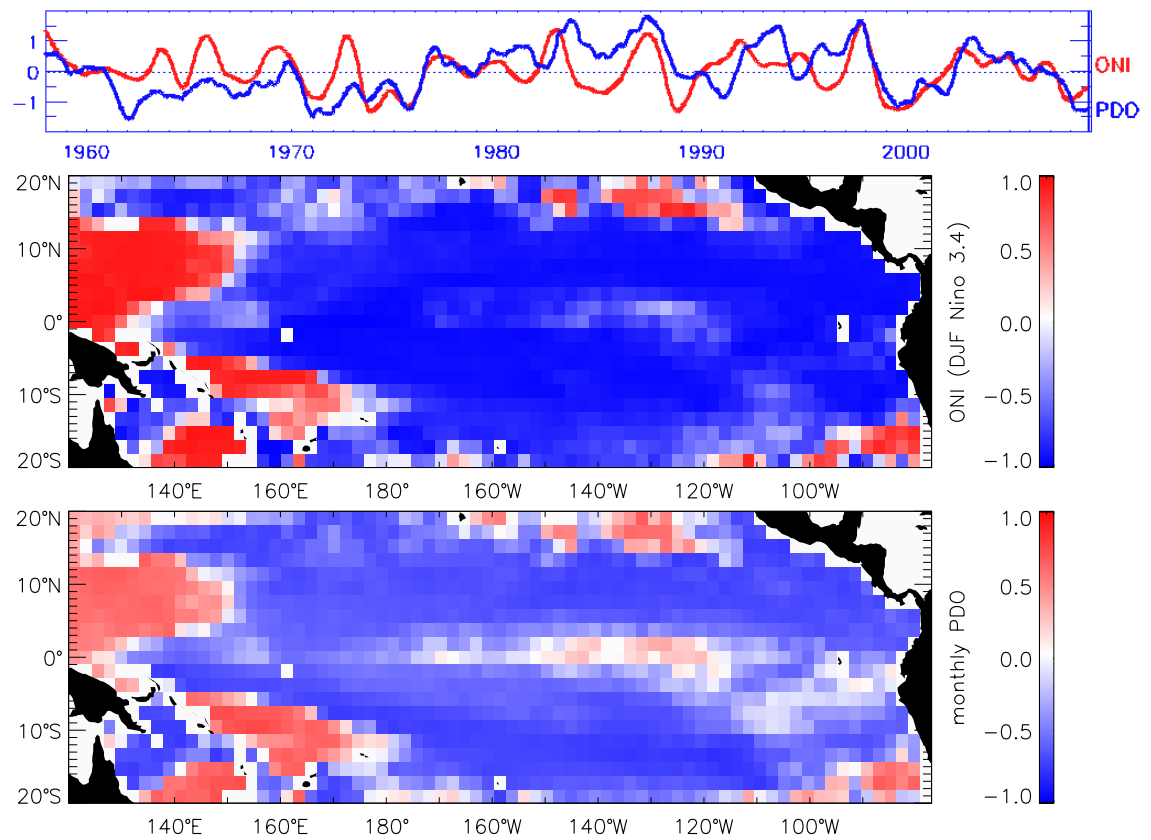 1
0
−1
ONI
PDO
1960 1970 1980 1990 2000
20°N
10°N
0°
10°S
20°S
140°E 160°E 180° 160°W 140°W 120°W 100°W
1.0
0.5
0.0
−0.5
−1.0
ONI (DJF Nino 3.4)
20°N
10°N
0°
10°S
20°S
140°E 160°E 180° 160°W 140°W 120°W 100°W
1.0
0.5
0.0
−0.5
−1.0
monthly PDO